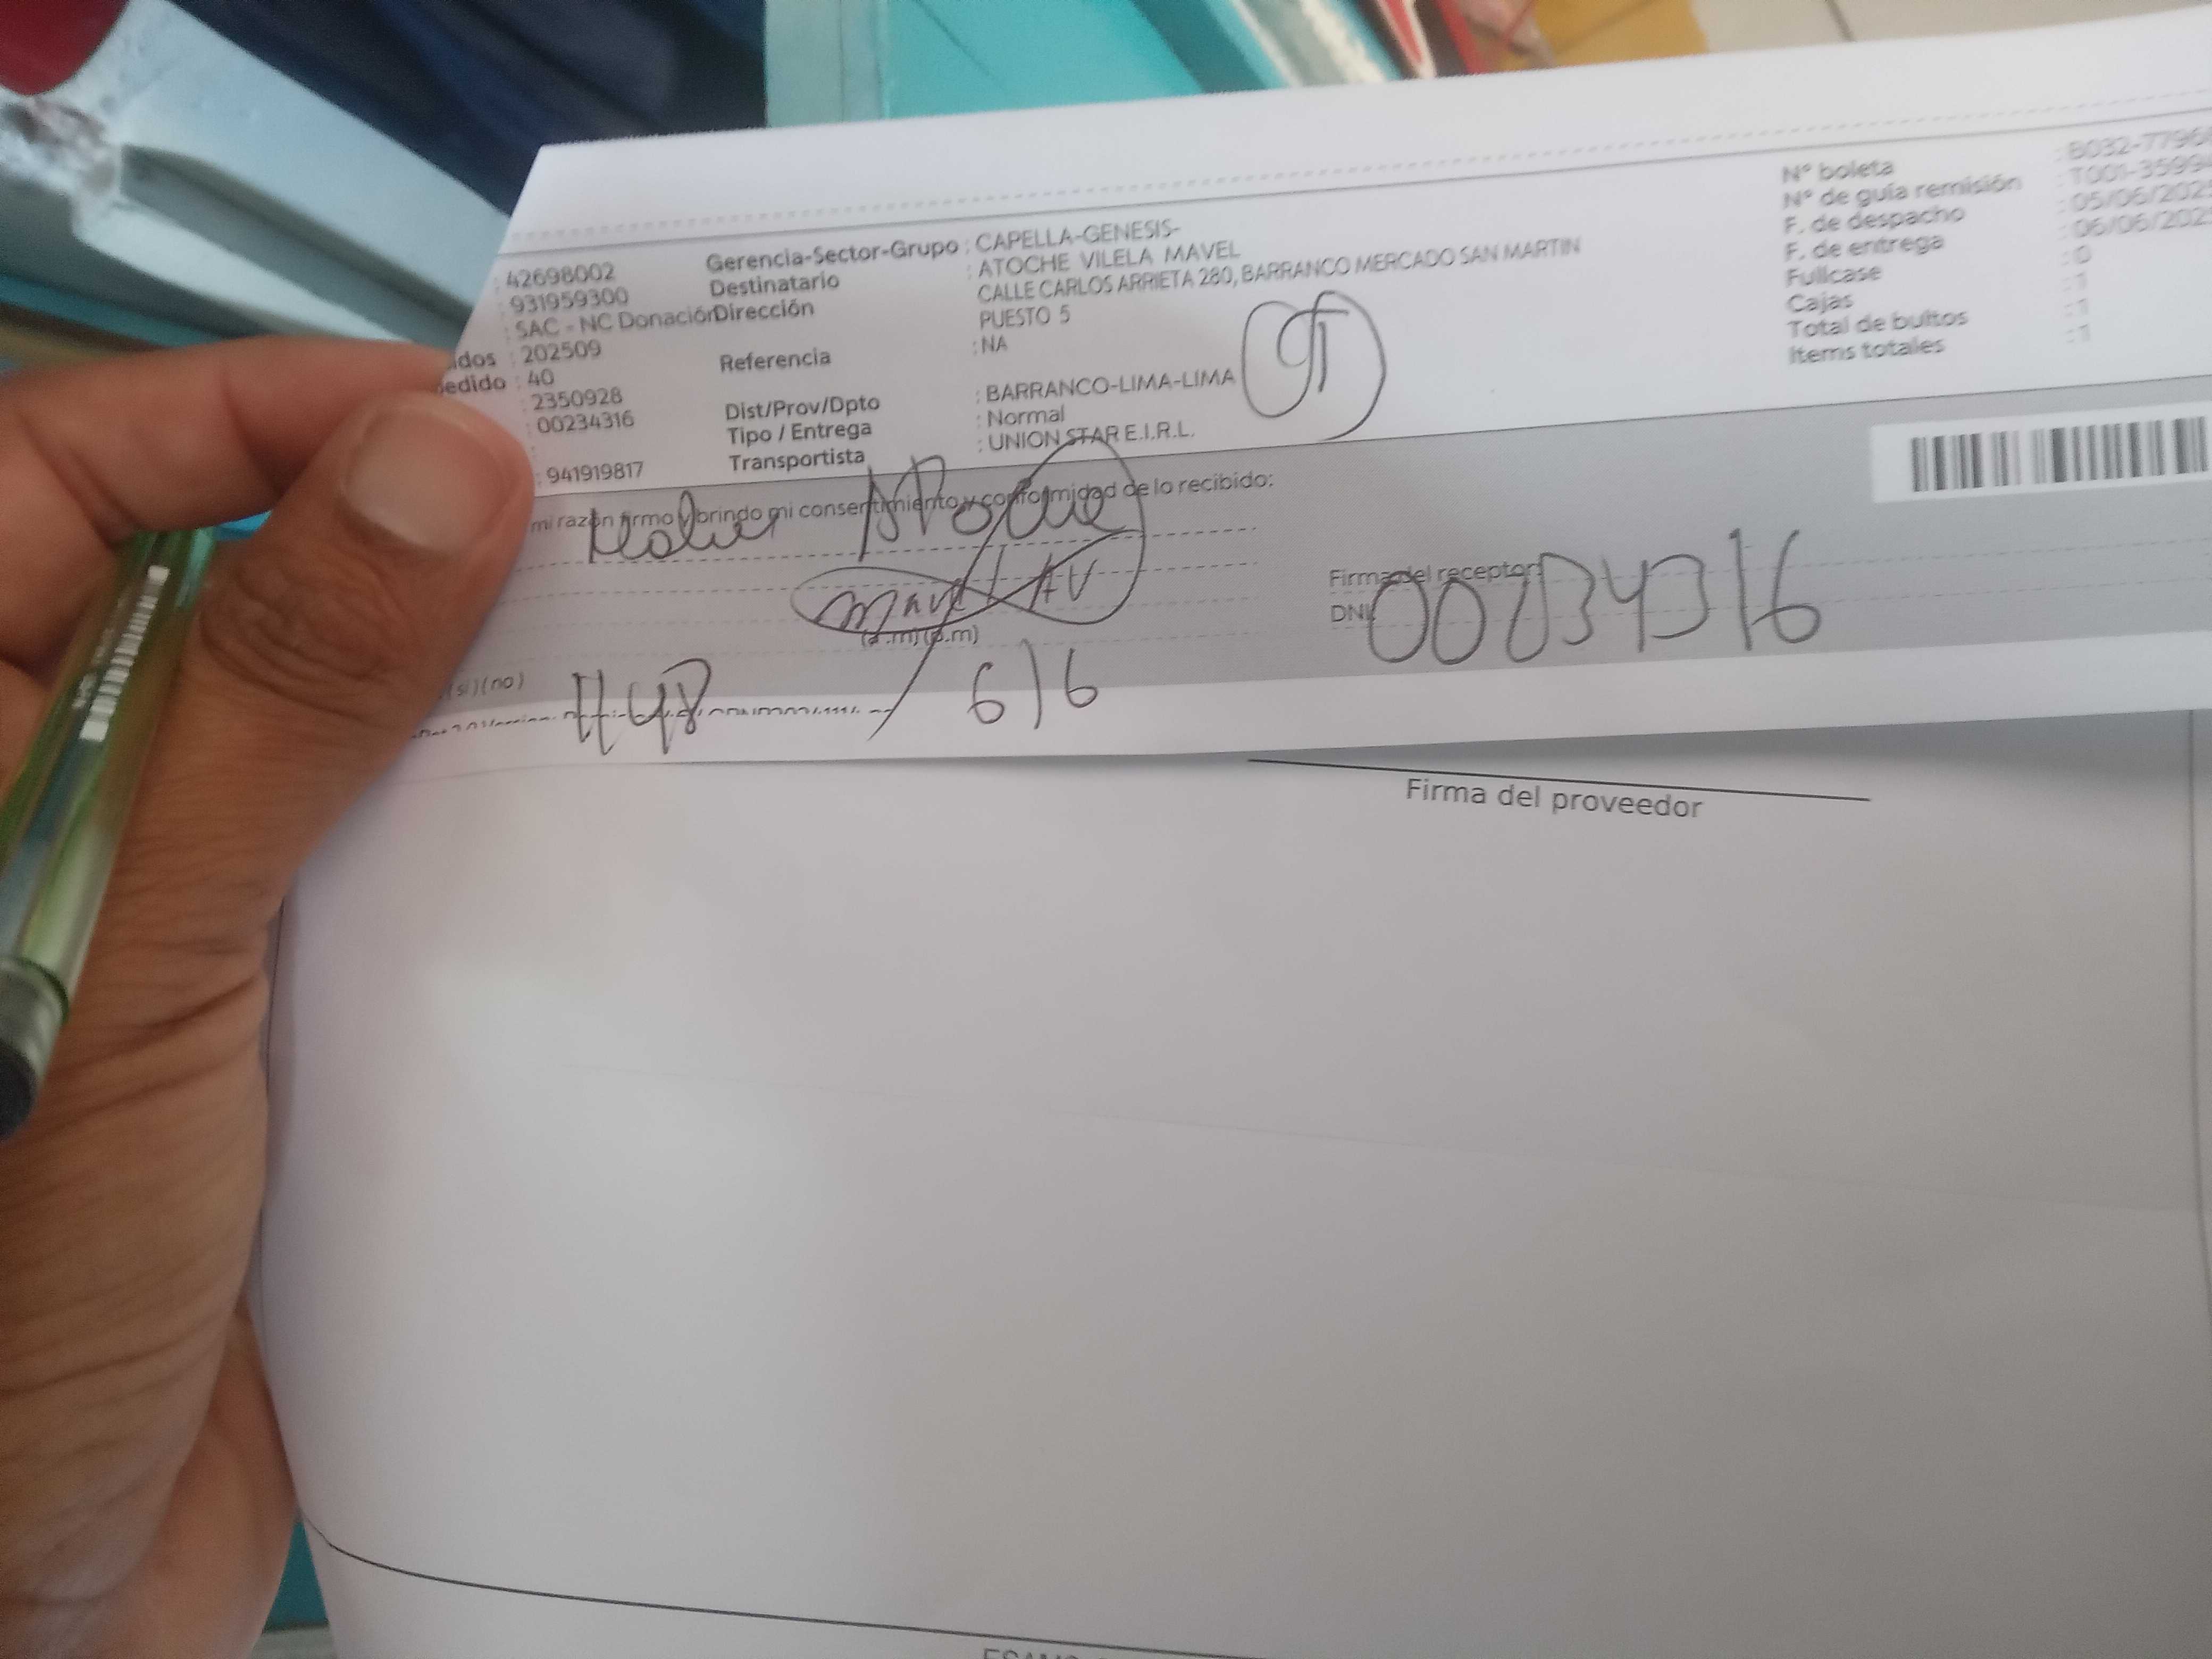 : 42698002
: 931959300
: SAC - NC Donación
dos : 202509
edido : 40
: 2350928
: 00234316
:
: 941919817
Gerencia-Sector-Grupo : CAPELLA-GENESIS-
Destinatario : ATOCHE VILELA MAVEL
Dirección CALLE CARLOS ARRIETA 280, BARRANCO MERCADO SAN MARTIN
PUESTO 5
Referencia : NA
Dist/Prov/Dpto : BARRANCO-LIMA-LIMA
Tipo / Entrega : Normal
Transportista : UNION STAR E.I.R.L.
N° boleta : B032-7796
N° de guía remisión : T001-3599
F. de despacho : 05/06/202
F. de entrega : 06/06/202
Fullcase : 0
Cajas : 1
Total de bultos : 1
Items totales : 1
mi razón firmo y brindo mi consentimiento y conformidad de lo recibido:
Mavel AV
(a.m) (p.m)
Firma del receptor:
DNI: 00234316
(si) (no)
11:48 6/6
Firma del proveedor